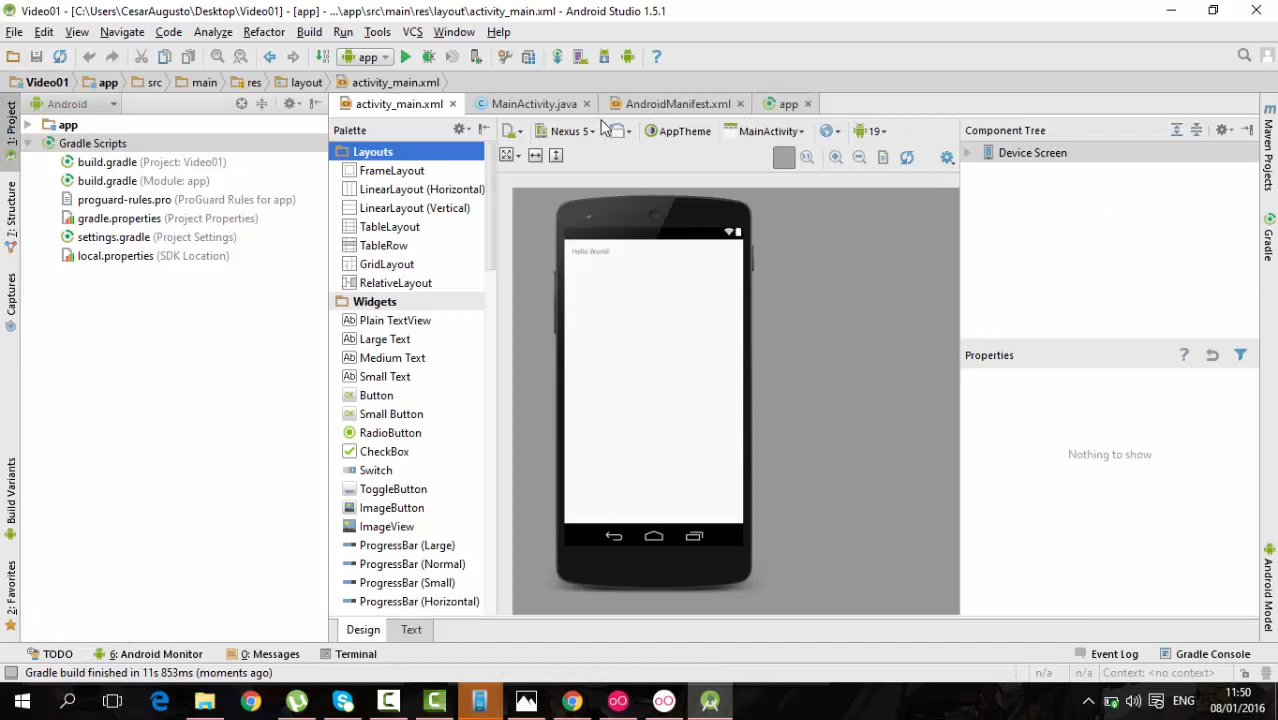 Video01 - [C:\Users\CesarAugusto\Desktop\Video01] - [app] - ...\app\src\main\res\layout\activity_main.xml - Android Studio 1.5.1
File Edit View Navigate Code Analyze Refactor Build Run Tools VCS Window Help
app
Video01 app src main res layout activity_main.xml
1: Project
7: Structure
Captures
Build Variants
2: Favorites
Android
app
Gradle Scripts
build.gradle (Project: Video01)
build.gradle (Module: app)
proguard-rules.pro (ProGuard Rules for app)
gradle.properties (Project Properties)
settings.gradle (Project Settings)
local.properties (SDK Location)
activity_main.xml MainActivity.java AndroidManifest.xml app
Palette
Layouts
FrameLayout
LinearLayout (Horizontal)
LinearLayout (Vertical)
TableLayout
TableRow
GridLayout
RelativeLayout
Widgets
Ab Plain TextView
Ab Large Text
Ab Medium Text
Ab Small Text
OK Button
OK Small Button
RadioButton
CheckBox
Switch
ToggleButton
ImageButton
ImageView
ProgressBar (Large)
ProgressBar (Normal)
ProgressBar (Small)
ProgressBar (Horizontal)
Nexus 5 AppTheme MainActivity 19
Hello World!
Component Tree
Device Screen
Properties
Nothing to show
Maven Projects
Gradle
Android Model
Design Text
TODO 6: Android Monitor 0: Messages Terminal Event Log Gradle Console
Gradle build finished in 11s 853ms (moments ago) n/a n/a Context: <no context>
ENG
11:50
08/01/2016